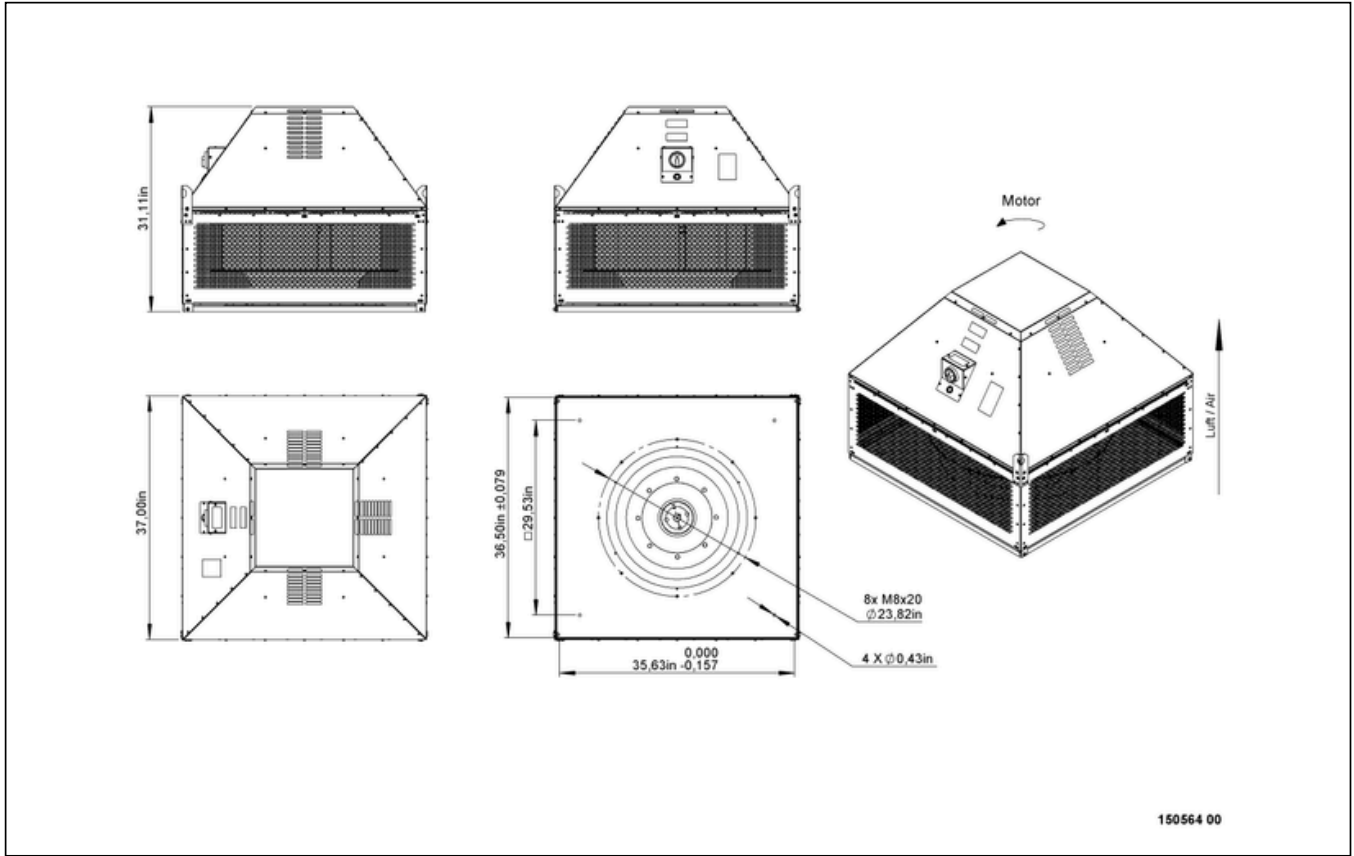 31,11in
Motor
Luft / Air
37,00in
36,50in ±0,079
□29,53in
8x M8x20
∅23,82in
4 X ∅0,43in
0,000
35,63in -0,157
150564 00